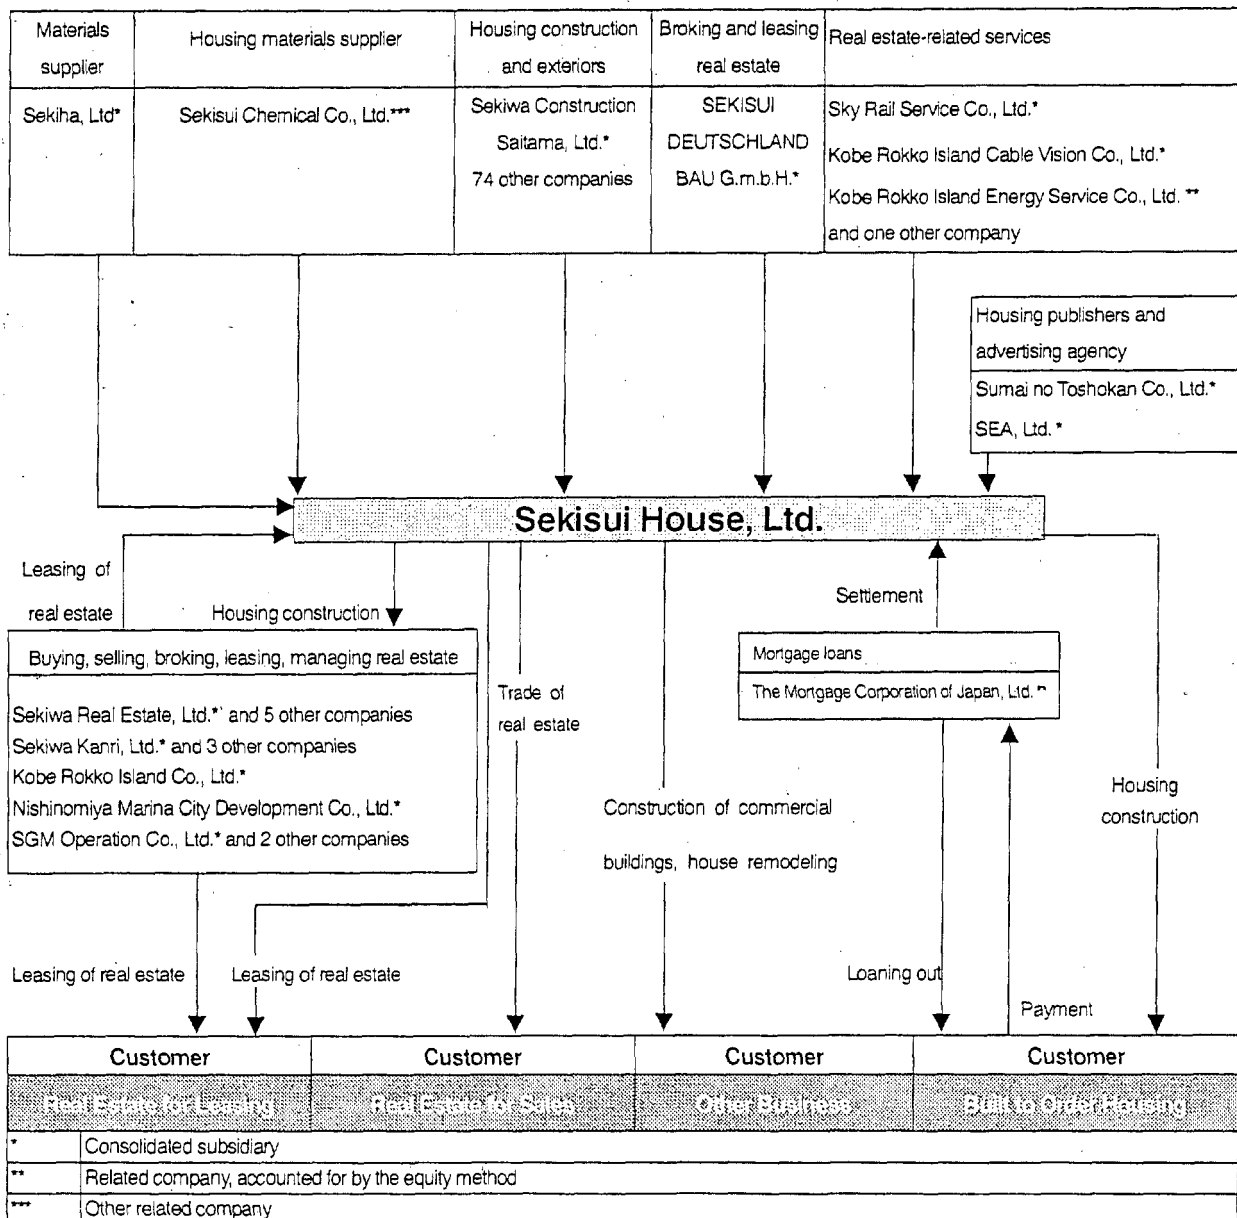 Materials
supplier
Housing materials supplier
Housing construction
and exteriors
Broking and leasing
real estate
Real estate-related services
Sekiha, Ltd*
Sekisui Chemical Co., Ltd.***
Sekiwa Construction
Saitama, Ltd.*
74 other companies
SEKISUI
DEUTSCHLAND
BAU G.m.b.H.*
Sky Rail Service Co., Ltd.*
Kobe Rokko Island Cable Vision Co., Ltd.*
Kobe Rokko Island Energy Service Co., Ltd. **
and one other company
Housing publishers and
advertising agency
Sumai no Toshokan Co., Ltd.*
SEA, Ltd. *
Sekisui House, Ltd.
Leasing of
real estate
Housing construction
Settlement
Buying, selling, broking, leasing, managing real estate
Sekiwa Real Estate, Ltd.* and 5 other companies
Sekiwa Kanri, Ltd.* and 3 other companies
Kobe Rokko Island Co., Ltd.*
Nishinomiya Marina City Development Co., Ltd.*
SGM Operation Co., Ltd.* and 2 other companies
Trade of
real estate
Mortgage loans
The Mortgage Corporation of Japan, Ltd. **
Construction of commercial
buildings, house remodeling
Housing
construction
Leasing of real estate
Leasing of real estate
Loaning out
Payment
Customer
Customer
Customer
Customer
Real Estate for Leasing
Real Estate for Sales
Other Business
Built to Order Housing
* Consolidated subsidiary
** Related company, accounted for by the equity method
*** Other related company